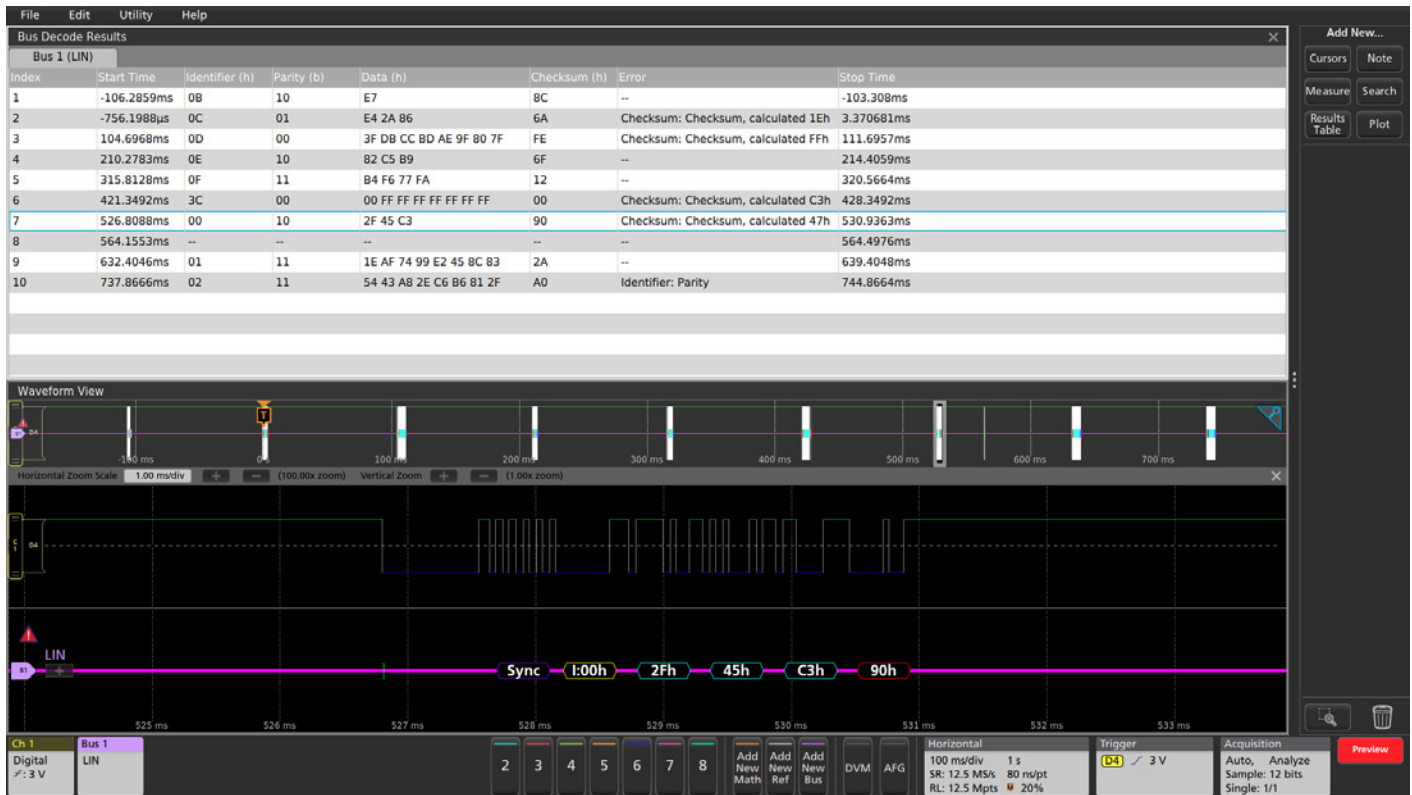 File Edit Utility Help
Add New...
Bus Decode Results
Bus 1 (LIN)
Index Start Time Identifier (h) Parity (b) Data (h) Checksum (h) Error Stop Time
1 -106.2859ms 0B 10 E7 8C -- -103.308ms
2 -756.1988µs 0C 01 E4 2A 86 6A Checksum: Checksum, calculated 1Eh 3.370681ms
3 104.6968ms 0D 00 3F DB CC BD AE 9F 80 7F FE Checksum: Checksum, calculated FFh 111.6957ms
4 210.2783ms 0E 10 82 C5 B9 6F -- 214.4059ms
5 315.8128ms 0F 11 B4 F6 77 FA 12 -- 320.5664ms
6 421.3492ms 3C 00 00 FF FF FF FF FF FF FF 00 Checksum: Checksum, calculated C3h 428.3492ms
7 526.8088ms 00 10 2F 45 C3 90 Checksum: Checksum, calculated 47h 530.9363ms
8 564.1553ms -- -- -- -- -- 564.4976ms
9 632.4046ms 01 11 1E AF 74 99 E2 45 8C 83 2A -- 639.4048ms
10 737.8666ms 02 11 54 43 A8 2E C6 B6 81 2F A0 Identifier: Parity 744.8664ms
Cursors Note
Measure Search
Results Table Plot
Waveform View
T
B1 D4
-100 ms 0 s 100 ms 200 ms 300 ms 400 ms 500 ms 600 ms 700 ms
Horizontal Zoom Scale 1.00 ms/div + − (100.00x zoom) Vertical Zoom + − (1.00x zoom)
C1 D4
LIN
B1 + Sync I:00h 2Fh 45h C3h 90h
525 ms 526 ms 527 ms 528 ms 529 ms 530 ms 531 ms 532 ms 533 ms
Ch 1
Digital
: 3 V
Bus 1
LIN
2 3 4 5 6 7 8
Add New Math
Add New Ref
Add New Bus
DVM AFG
Horizontal
100 ms/div 1 s
SR: 12.5 MS/s 80 ns/pt
RL: 12.5 Mpts 20%
Trigger
D4 3 V
Acquisition
Auto, Analyze
Sample: 12 bits
Single: 1/1
Preview